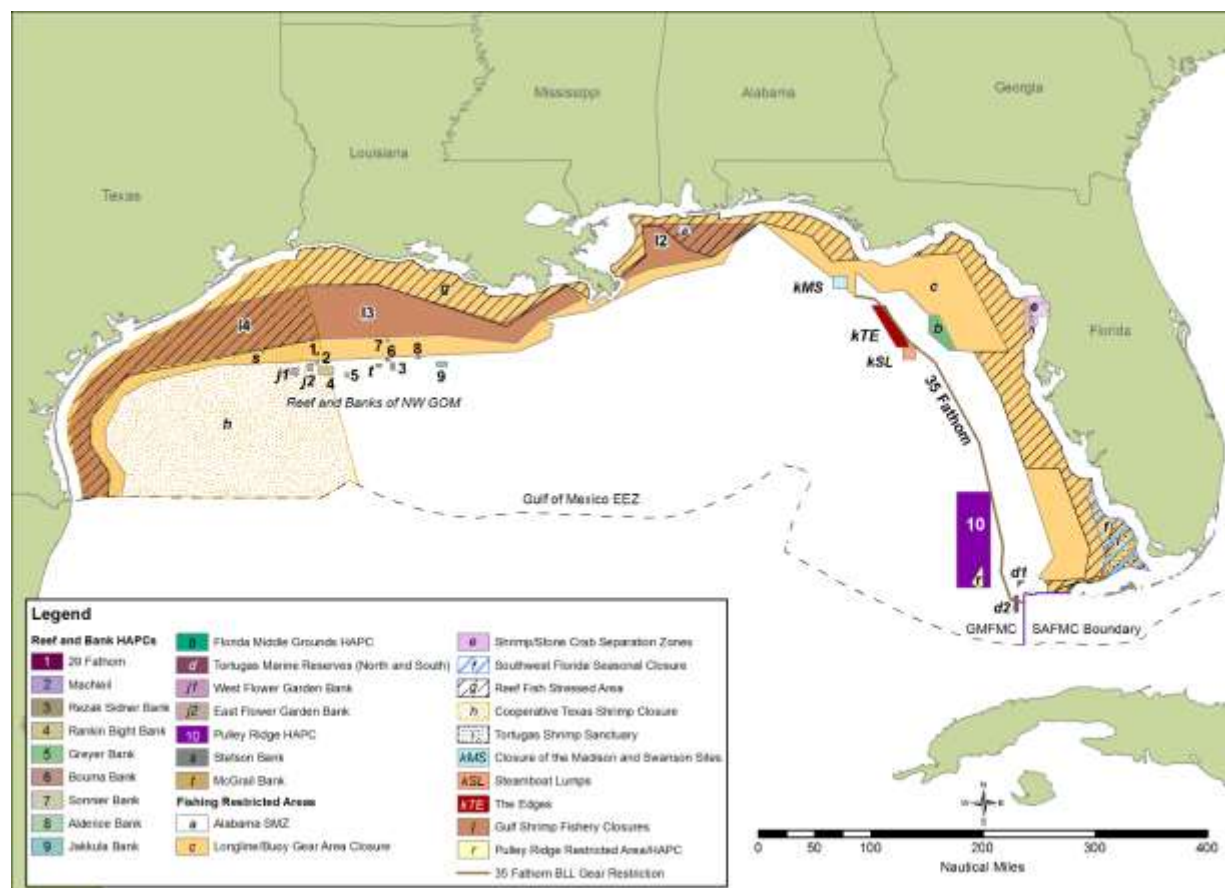 Mississippi
Alabama
Georgia
Louisiana
Texas
Florida
l2
a
kMS
c
e
g
l3
l4
b
kTE
kSL
7
1
6
8
s
2
t
3
9
j1
j2
4
5
Reef and Banks of NW GOM
35 Fathom
h
Gulf of Mexico EEZ
10
f
r
d1
d2
GMFMC
SAFMC Boundary
Legend
Reef and Bank HAPCs
1 29 Fathom
2 MacNeil
3 Rezak Sidner Bank
4 Rankin Bight Bank
5 Greyer Bank
6 Bouma Bank
7 Sonnier Bank
8 Alderice Bank
9 Jakkula Bank
b Florida Middle Grounds HAPC
d Tortugas Marine Reserves (North and South)
j1 West Flower Garden Bank
j2 East Flower Garden Bank
10 Pulley Ridge HAPC
s Stetson Bank
t McGrail Bank
Fishing Restricted Areas
a Alabama SMZ
c Longline/Buoy Gear Area Closure
e Shrimp/Stone Crab Separation Zones
f Southwest Florida Seasonal Closure
g Reef Fish Stressed Area
h Cooperative Texas Shrimp Closure
i Tortugas Shrimp Sanctuary
kMS Closure of the Madison and Swanson Sites
kSL Steamboat Lumps
kTE The Edges
l Gulf Shrimp Fishery Closures
r Pulley Ridge Restricted Area/HAPC
35 Fathom BLL Gear Restriction
N
W E
S
0 50 100 200 300 400
Nautical Miles